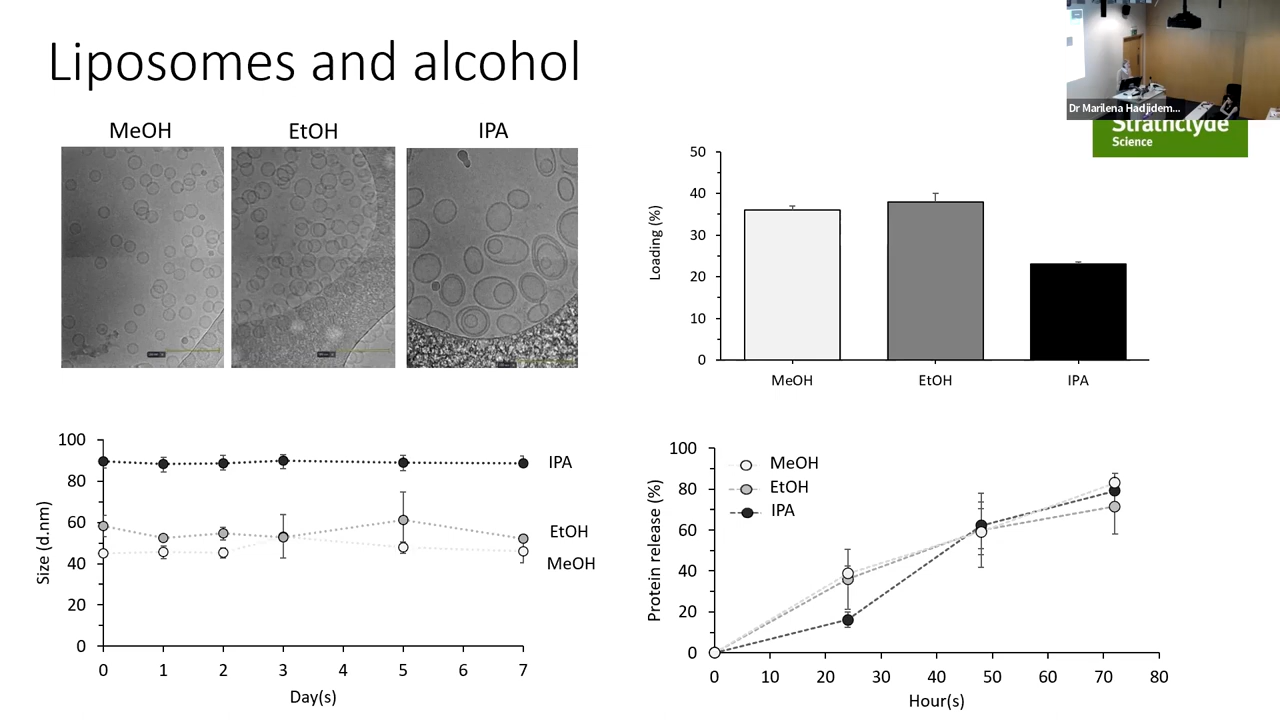 Liposomes and alcohol
Dr Marilena Hadjidem...
Strathclyde
Science
MeOH
EtOH
IPA
50
40
30
20
10
0
Loading (%)
MeOH
EtOH
IPA
100
80
60
40
20
0
Size (d.nm)
IPA
EtOH
MeOH
0 1 2 3 4 5 6 7
Day(s)
100
80
60
40
20
0
Protein release (%)
MeOH
EtOH
IPA
0 10 20 30 40 50 60 70 80
Hour(s)